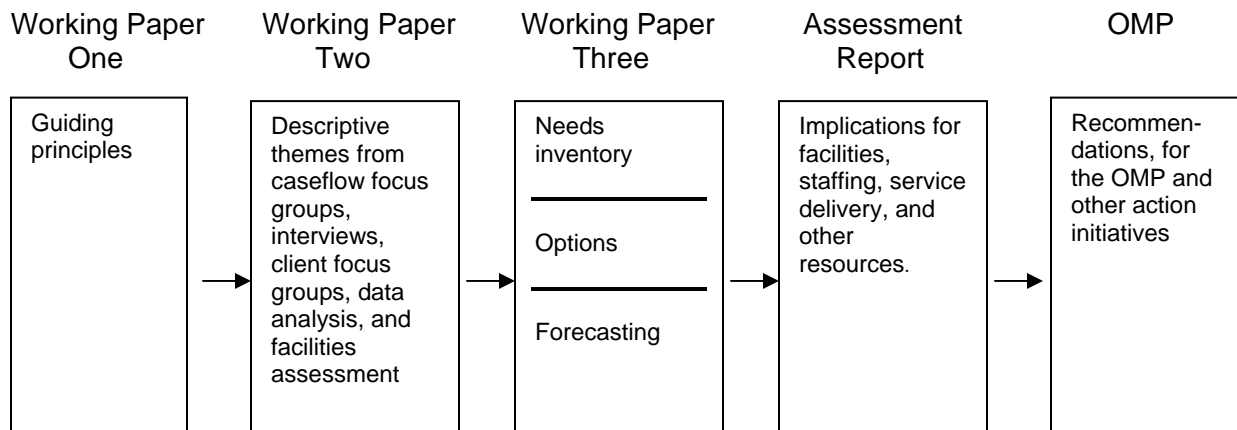 Working Paper
One
Working Paper
Two
Working Paper
Three
Assessment
Report
OMP
Guiding
principles
Descriptive
themes from
caseflow focus
groups,
interviews,
client focus
groups, data
analysis, and
facilities
assessment
Needs
inventory
Options
Forecasting
Implications for
facilities,
staffing, service
delivery, and
other
resources.
Recommen-
dations, for
the OMP and
other action
initiatives